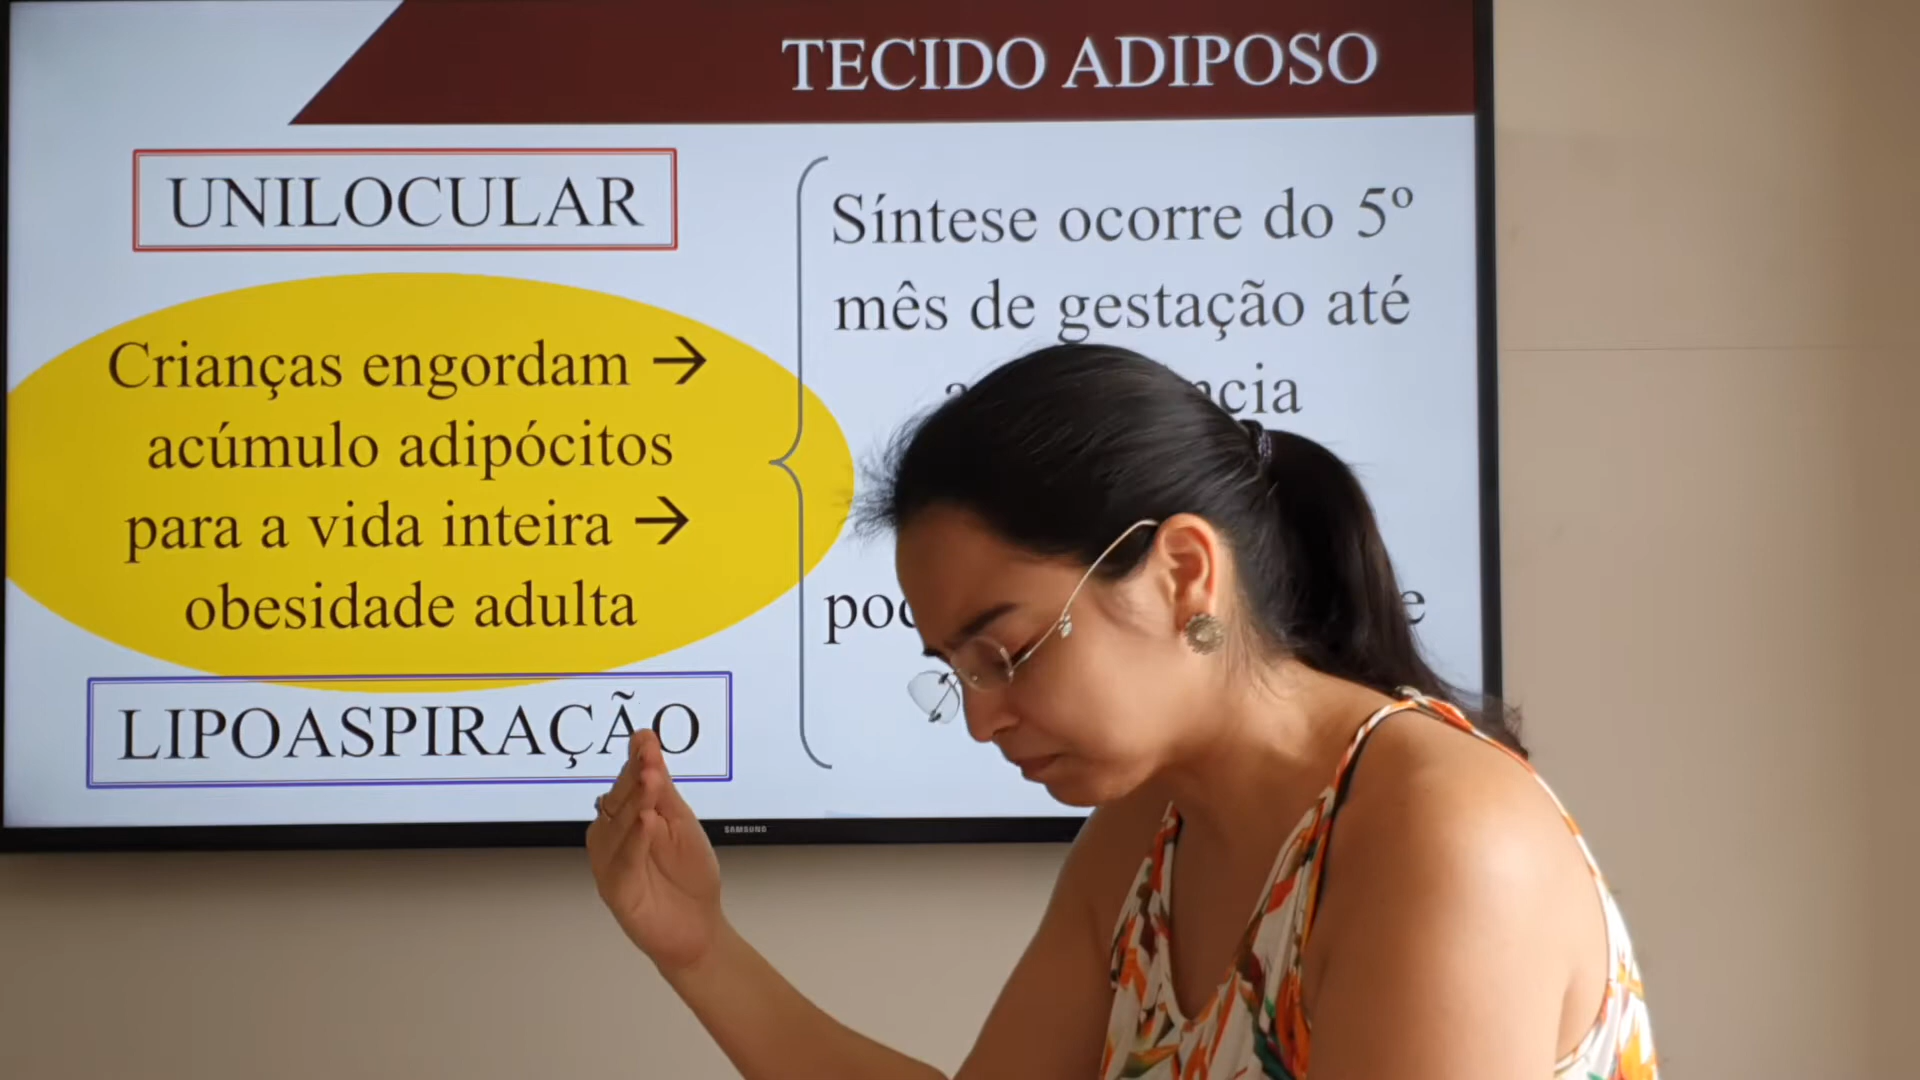 TECIDO ADIPOSO
UNILOCULAR
Crianças engordam →
acúmulo adipócitos
para a vida inteira →
obesidade adulta
LIPOASPIRAÇÃO
Síntese ocorre do 5º
mês de gestação até
SAMSUNG